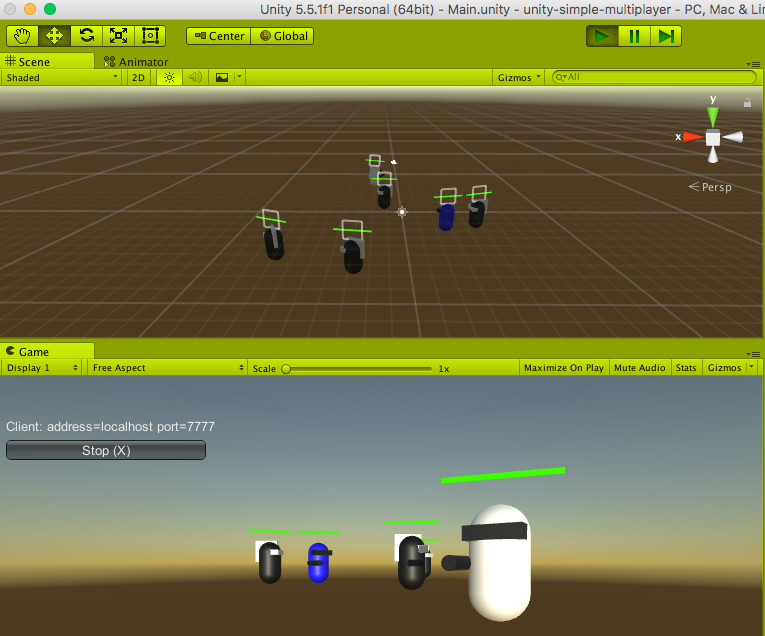 Unity 5.5.1f1 Personal (64bit) - Main.unity - unity-simple-multiplayer - PC, Mac & Lin
Center Global
Scene Animator
Shaded 2D Gizmos All
y
x
Persp
Game
Display 1 Free Aspect Scale 1x Maximize On Play Mute Audio Stats Gizmos
Client: address=localhost port=7777
Stop (X)